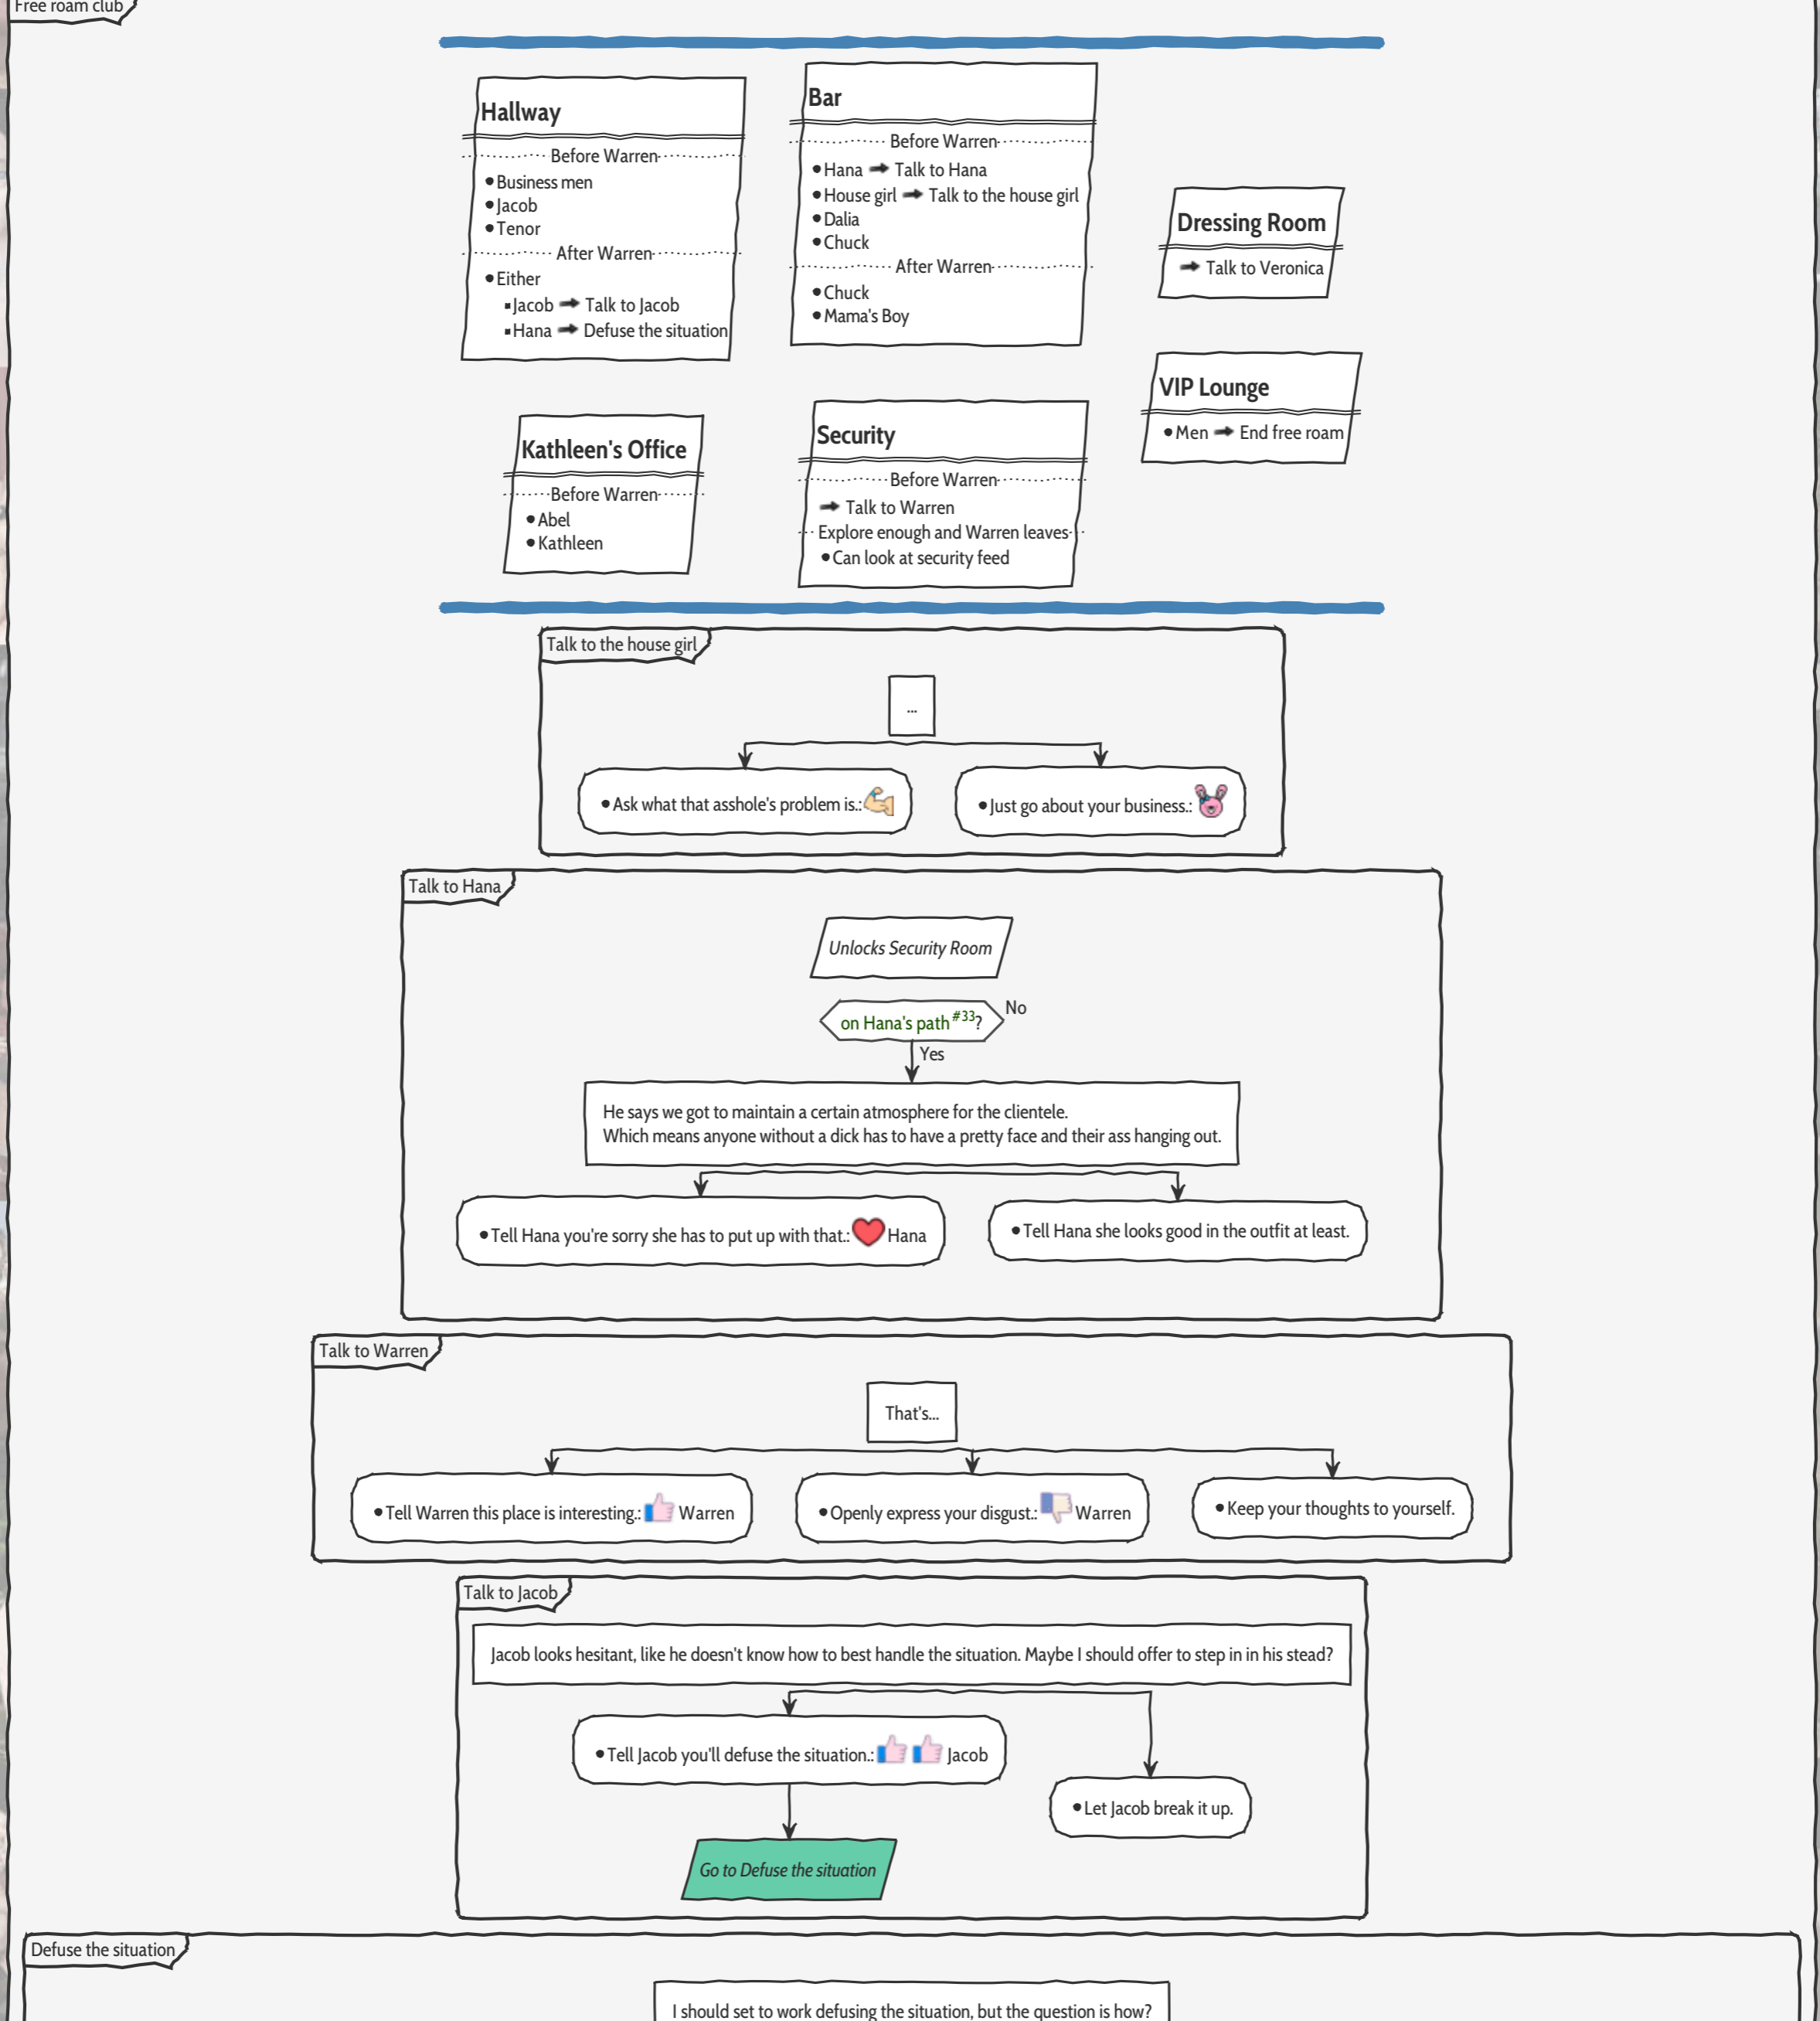 Free roam club
Hallway
Before Warren
•Business men
•Jacob
•Tenor
After Warren
•Either
▪Jacob ➡ Talk to Jacob
▪Hana ➡ Defuse the situation
Bar
Before Warren
•Hana ➡ Talk to Hana
•House girl ➡ Talk to the house girl
•Dalia
•Chuck
After Warren
•Chuck
•Mama's Boy
Dressing Room
➡ Talk to Veronica
VIP Lounge
•Men ➡ End free roam
Kathleen's Office
Before Warren
•Abel
•Kathleen
Security
Before Warren
➡ Talk to Warren
Explore enough and Warren leaves
•Can look at security feed
Talk to the house girl
...
•Ask what that asshole's problem is.:
•Just go about your business.:
Talk to Hana
Unlocks Security Room
on Hana's path #33?
No
Yes
He says we got to maintain a certain atmosphere for the clientele.
Which means anyone without a dick has to have a pretty face and their ass hanging out.
•Tell Hana you're sorry she has to put up with that.: Hana
•Tell Hana she looks good in the outfit at least.
Talk to Warren
That's...
•Tell Warren this place is interesting.: Warren
•Openly express your disgust.: Warren
•Keep your thoughts to yourself.
Talk to Jacob
Jacob looks hesitant, like he doesn't know how to best handle the situation. Maybe I should offer to step in in his stead?
•Tell Jacob you'll defuse the situation.: Jacob
•Let Jacob break it up.
Go to Defuse the situation
Defuse the situation
I should set to work defusing the situation, but the question is how?